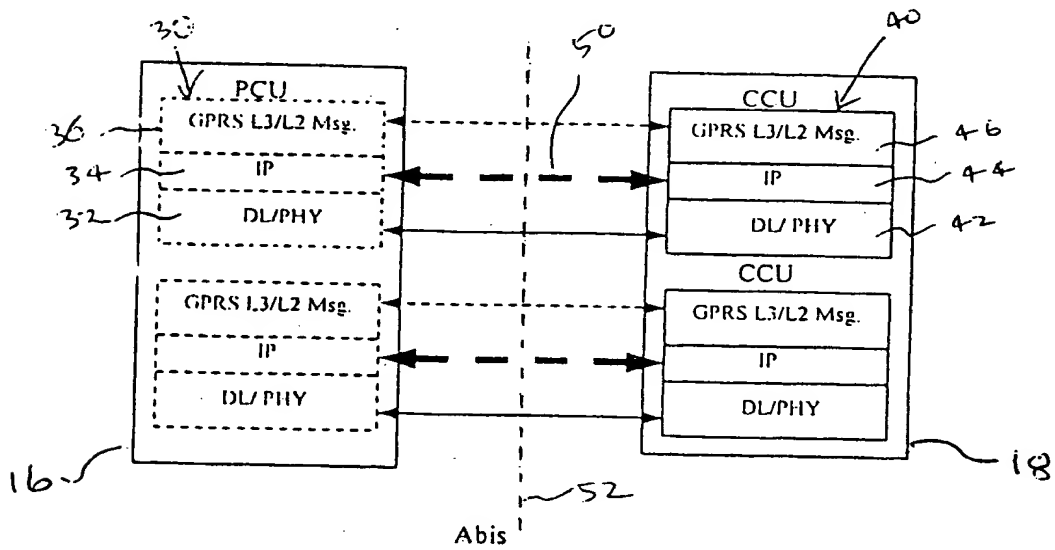 30
50
40
PCU
CCU
36
GPRS L3/L2 Msg.
GPRS L3/L2 Msg.
46
34
IP
IP
44
32
DL/PHY
DL/PHY
42
CCU
GPRS L3/L2 Msg.
GPRS L3/L2 Msg.
IP
IP
DL/PHY
DL/PHY
16
18
52
Abis